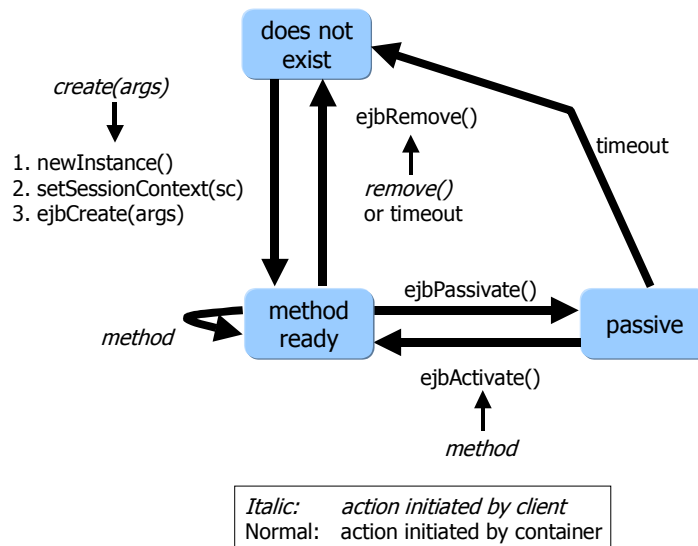 does not
exist
create(args)
ejbRemove()
timeout
1. newInstance()
2. setSessionContext(sc)
3. ejbCreate(args)
remove()
or timeout
ejbPassivate()
method
ready
passive
method
ejbActivate()
method
Italic: action initiated by client
Normal: action initiated by container